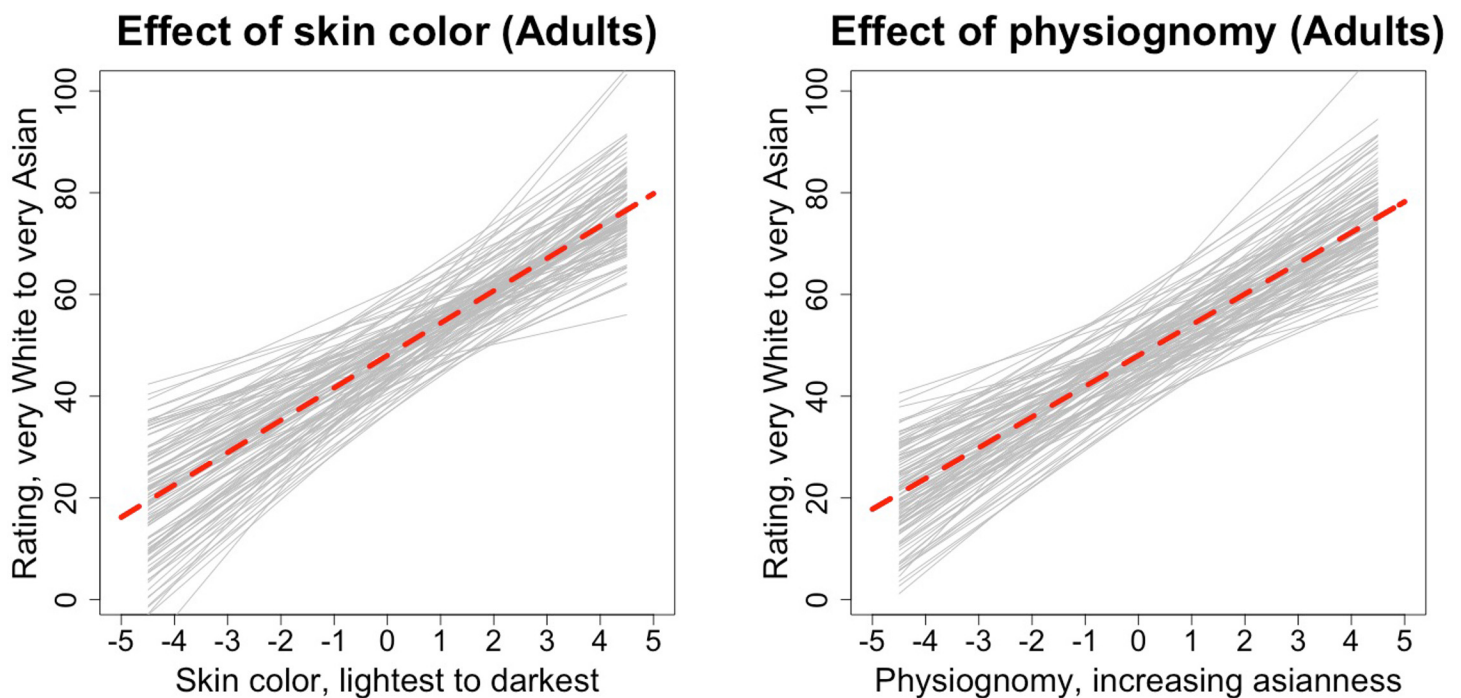 Effect of skin color (Adults)
Rating, very White to very Asian
100
80
60
40
20
0
-5 -4 -3 -2 -1 0 1 2 3 4 5
Skin color, lightest to darkest
Effect of physiognomy (Adults)
Rating, very White to very Asian
100
80
60
40
20
0
-5 -4 -3 -2 -1 0 1 2 3 4 5
Physiognomy, increasing asianness